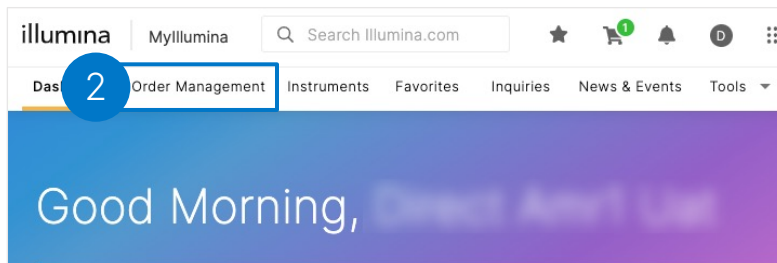 illumina MyIllumina Search Illumina.com 1 D
2 Order Management Instruments Favorites Inquiries News & Events Tools
Good Morning,